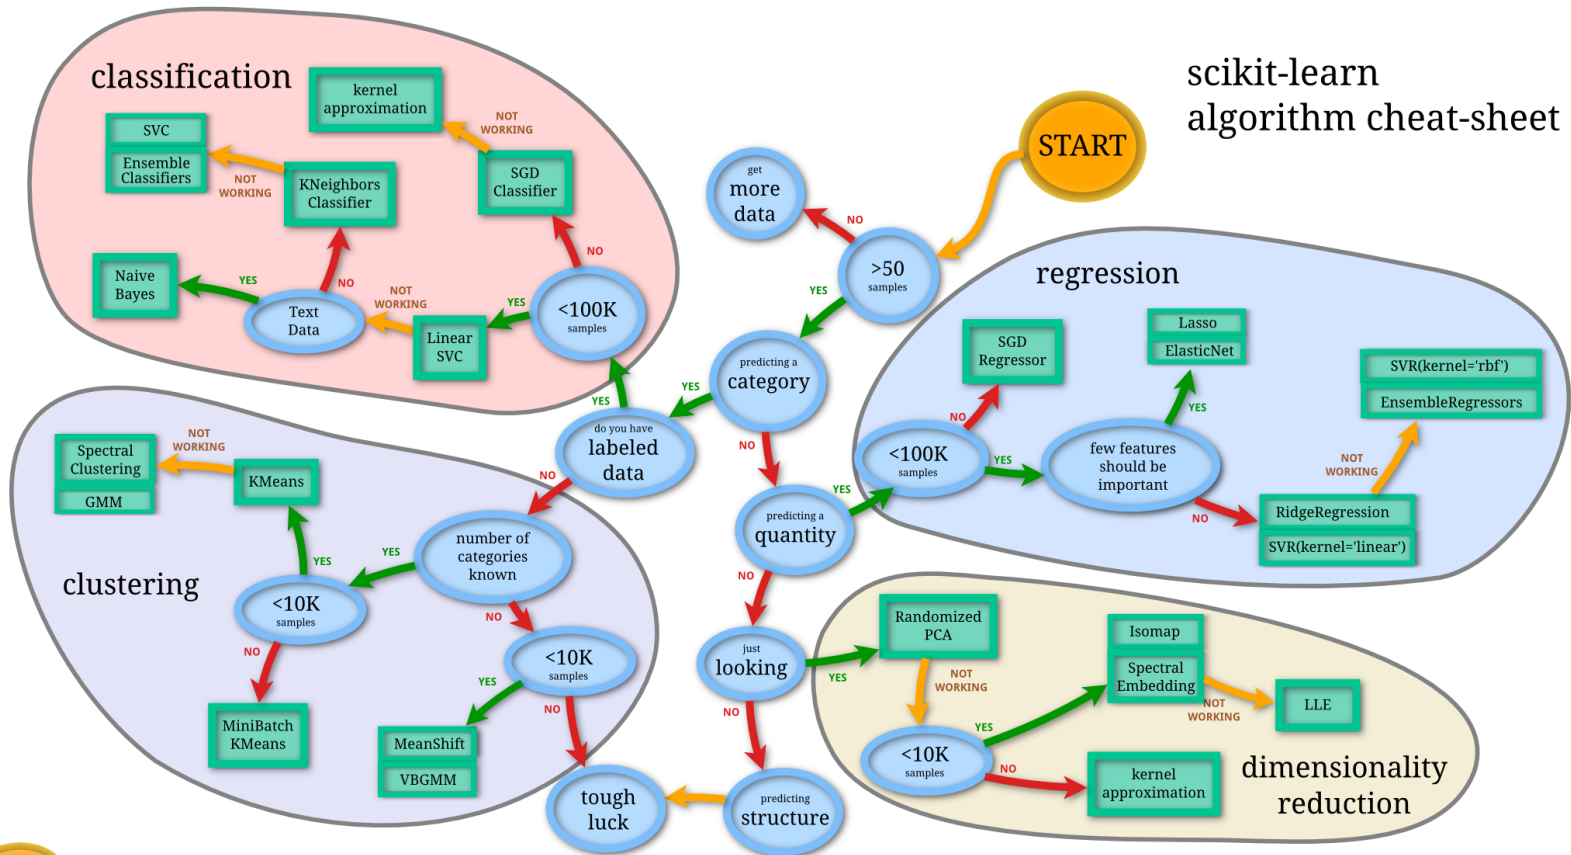 scikit-learn
algorithm cheat-sheet
START
classification
kernel
approximation
NOT
WORKING
SVC
Ensemble
Classifiers
NOT
WORKING
KNeighbors
Classifier
SGD
Classifier
NO
Naive
Bayes
YES
NO
Text
Data
NOT
WORKING
Linear
SVC
YES
<100K
samples
get
more
data
NO
>50
samples
YES
predicting a
category
YES
NO
do you have
labeled
data
YES
NO
predicting a
quantity
YES
NO
just
looking
YES
NO
predicting
structure
tough
luck
regression
SGD
Regressor
Lasso
ElasticNet
SVR(kernel='rbf')
EnsembleRegressors
NO
YES
<100K
samples
YES
few features
should be
important
NOT
WORKING
NO
RidgeRegression
SVR(kernel='linear')
clustering
Spectral
Clustering
GMM
NOT
WORKING
KMeans
YES
number of
categories
known
YES
NO
<10K
samples
NO
MiniBatch
KMeans
<10K
samples
YES
NO
MeanShift
VBGMM
dimensionality
reduction
Randomized
PCA
NOT
WORKING
Isomap
Spectral
Embedding
NOT
WORKING
LLE
<10K
samples
YES
NO
kernel
approximation